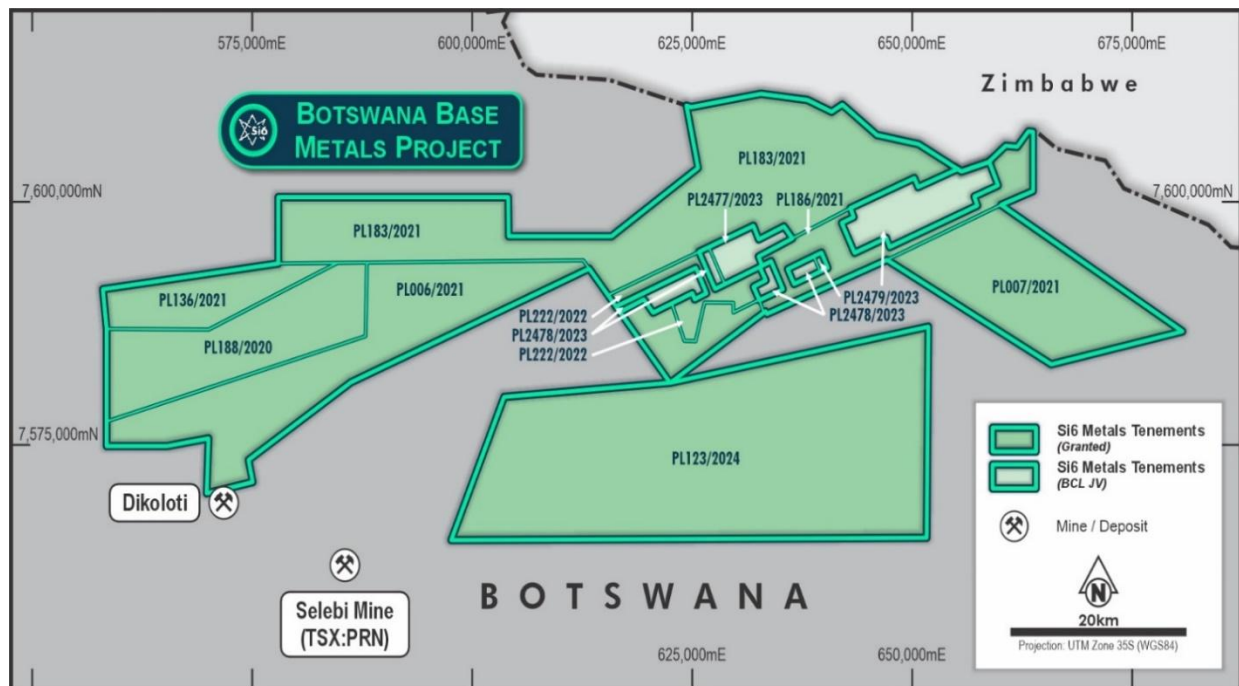 575,000mE
600,000mE
625,000mE
650,000mE
675,000mE
Zimbabwe
Si6
BOTSWANA BASE
METALS PROJECT
7,600,000mN
7,600,000mN
PL183/2021
PL2477/2023
PL186/2021
PL183/2021
PL136/2021
PL006/2021
PL188/2020
PL222/2022
PL2478/2023
PL222/2022
PL2479/2023
PL2478/2023
PL007/2021
7,575,000mN
PL123/2024
Dikoloti
Selebi Mine
(TSX:PRN)
BOTSWANA
625,000mE
650,000mE
Si6 Metals Tenements
(Granted)
Si6 Metals Tenements
(BCL JV)
Mine / Deposit
N
20km
Projection: UTM Zone 35S (WGS84)